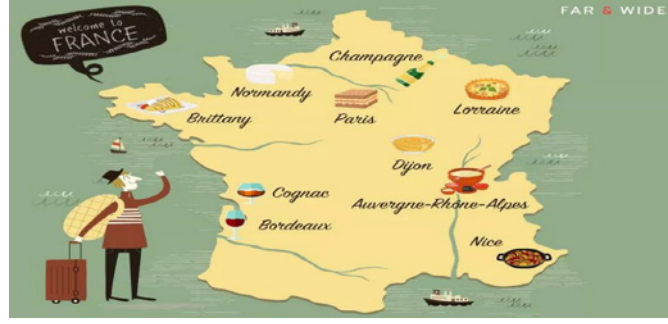 FAR & WIDE
welcome to
FRANCE
Champagne
Normandy
Lorraine
Brittany
Paris
Dijon
Cognac
Auvergne-Rhône-Alpes
Bordeaux
Nice